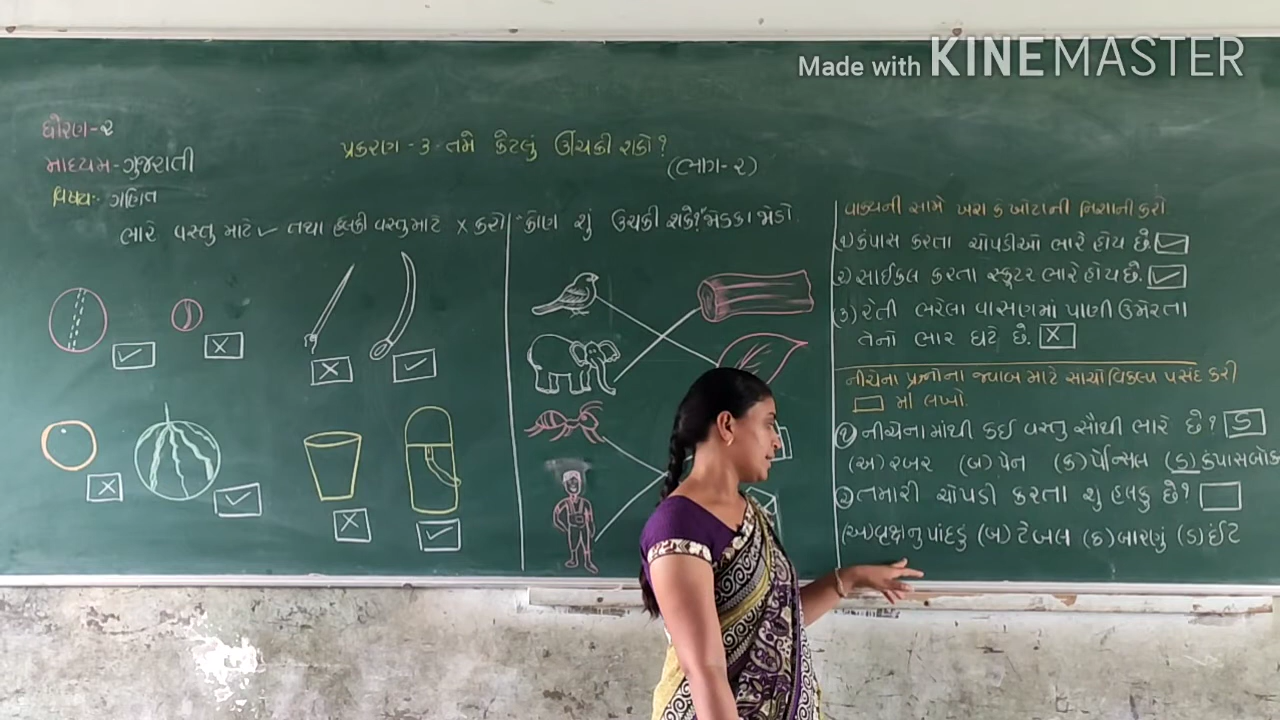 Made with KINEMASTER
ધોરણ-૨
માધ્યમ-ગુજરાતી
વિષય:- ગણિત
પ્રકરણ -૩ તમે કેટલું ઊંચકી શકો?
(ભાગ-૨)
ભારે વસ્તુ માટે ✓ તથા હલકી વસ્તુ માટે X કરો
કોણ શું ઉચકી શકે? જોડકા જોડો.
વાક્યની સામે ખરા કે ખોટાની નિશાની કરો
(૧) કંપાસ કરતા ચોપડીઓ ભારે હોય છે. ✓
(૨) સાઈકલ કરતા સ્કૂટર ભારે હોય છે. ✓
(૩) રેતી ભરેલા વાસણમાં પાણી ઉમેરતા
તેનો ભાર ઘટે છે. X
નીચેના પ્રશ્નોના જવાબ માટે સાચો વિકલ્પ પસંદ કરી
માં લખો.
૧ નીચેનામાંથી કઈ વસ્તુ સૌથી ભારે છે? ડ
(અ) રબર (બ) પેન (ક) પેન્સિલ (ડ) કંપાસબોક
૨ તમારી ચોપડી કરતા શું હલકુ છે?
(અ) વૃક્ષનુ પાંદડું (બ) ટેબલ (ક) બારણું (ડ) ઈંટ